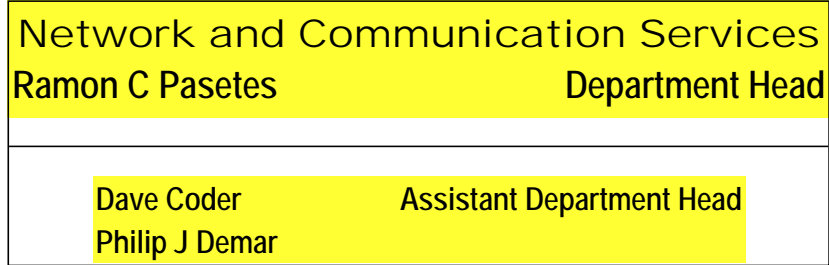 Network and Communication Services
Ramon C Pasetes Department Head
Dave Coder Assistant Department Head
Philip J Demar